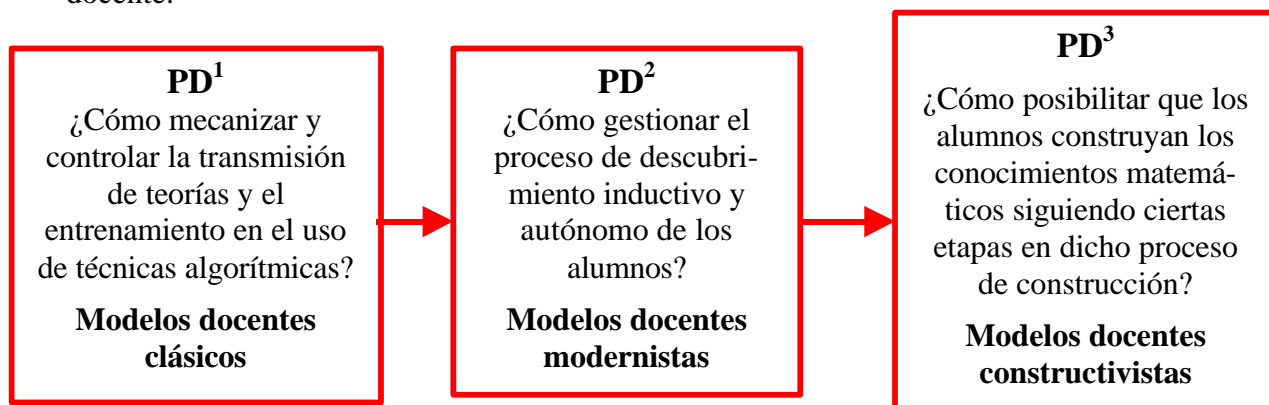 docente.
PD1
¿Cómo mecanizar y
controlar la transmisión
de teorías y el
entrenamiento en el uso
de técnicas algorítmicas?
Modelos docentes
clásicos
PD2
¿Cómo gestionar el
proceso de descubri-
miento inductivo y
autónomo de los
alumnos?
Modelos docentes
modernistas
PD3
¿Cómo posibilitar que los
alumnos construyan los
conocimientos matemá-
ticos siguiendo ciertas
etapas en dicho proceso
de construcción?
Modelos docentes
constructivistas